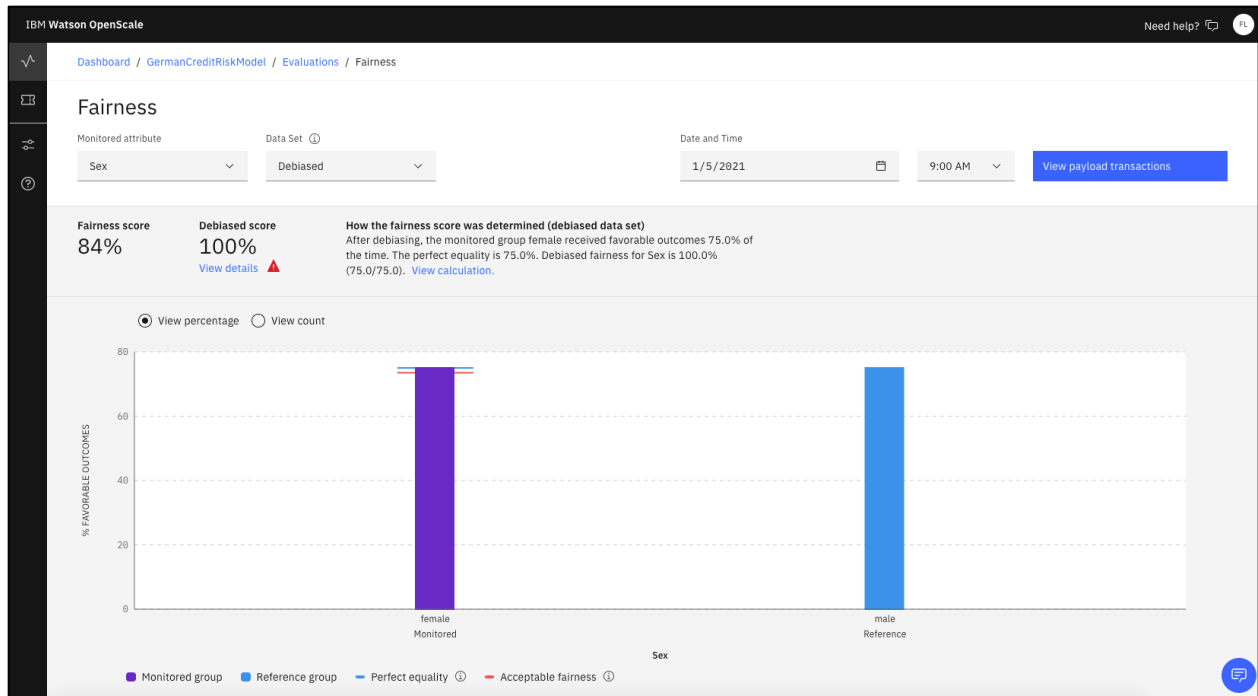 IBM Watson OpenScale
Need help?
FL
Dashboard / GermanCreditRiskModel / Evaluations / Fairness
Fairness
Monitored attribute
Data Set
Date and Time
Sex
Debiased
1/5/2021
9:00 AM
View payload transactions
Fairness score
84%
Debiased score
100%
View details
How the fairness score was determined (debiased data set)
After debiasing, the monitored group female received favorable outcomes 75.0% of
the time. The perfect equality is 75.0%. Debiased fairness for Sex is 100.0%
(75.0/75.0). View calculation.
View percentage
View count
80
60
40
20
0
% FAVORABLE OUTCOMES
female
Monitored
male
Reference
Sex
Monitored group
Reference group
Perfect equality
Acceptable fairness